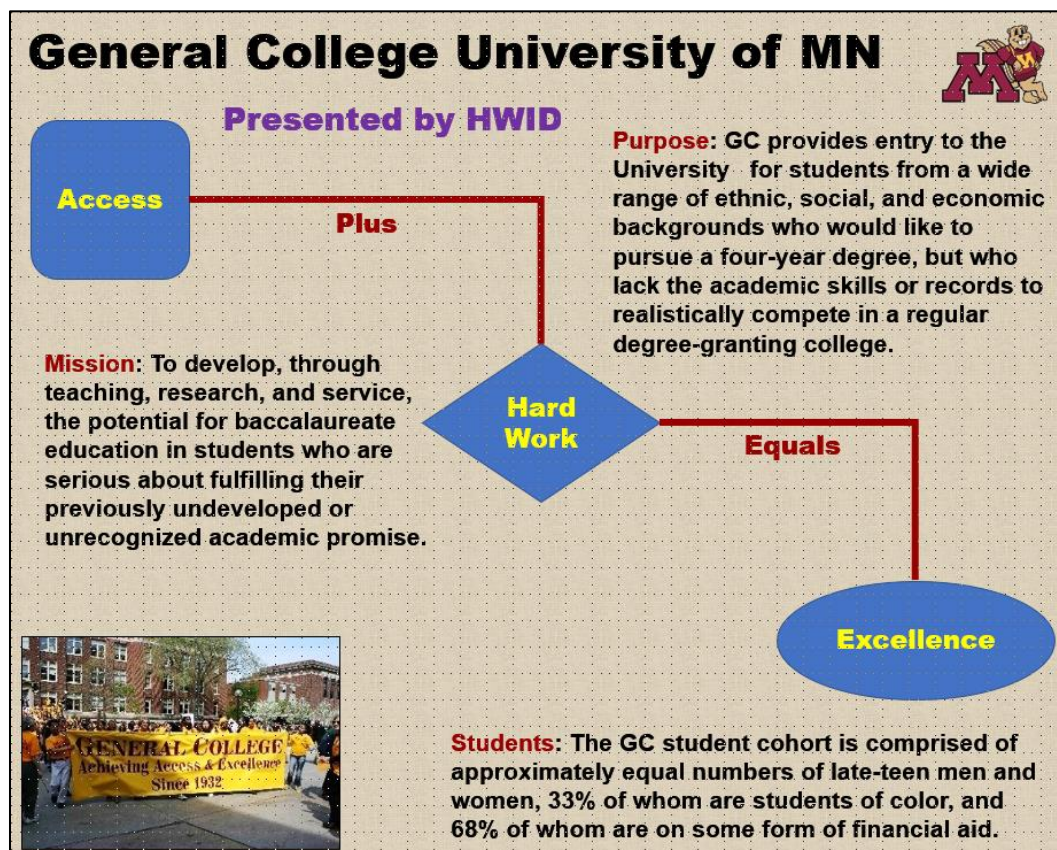 General College University of MN
Presented by HWID
Access
Plus
Purpose: GC provides entry to the
University for students from a wide
range of ethnic, social, and economic
backgrounds who would like to
pursue a four-year degree, but who
lack the academic skills or records to
realistically compete in a regular
degree-granting college.
Mission: To develop, through
teaching, research, and service,
the potential for baccalaureate
education in students who are
serious about fulfilling their
previously undeveloped or
unrecognized academic promise.
Hard
Work
Equals
Excellence
GENERAL COLLEGE
Achieving Access & Excellence
Since 1932
Students: The GC student cohort is comprised of
approximately equal numbers of late-teen men and
women, 33% of whom are students of color, and
68% of whom are on some form of financial aid.
M